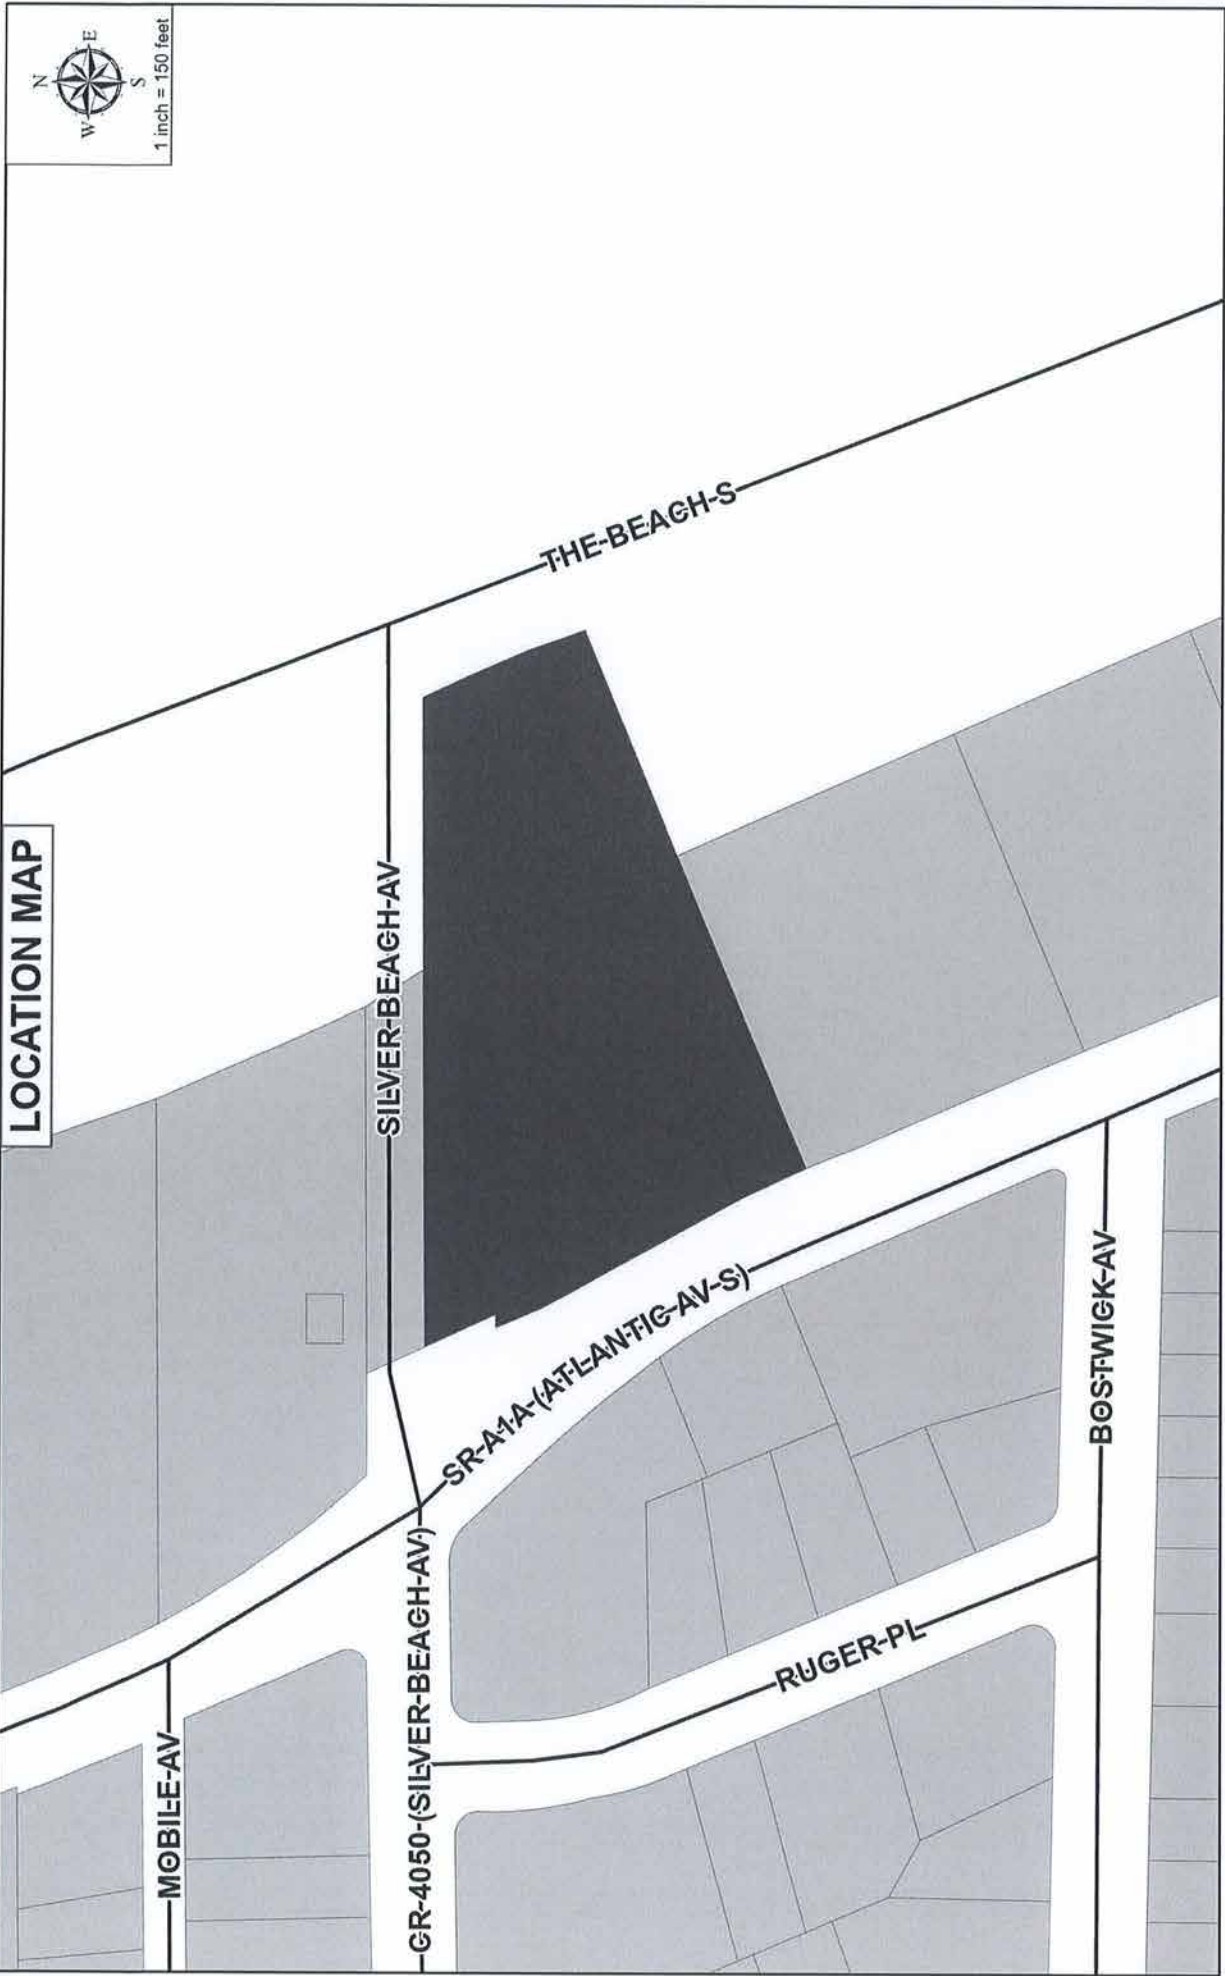 LOCATION MAP
N
W
E
S
1 inch = 150 feet
THE-BEACH-S
SILVER-BEACH-AV
SR-A1A-(ATLANTIC-AV-S)
MOBILE-AV
CR-4050-(SILVER-BEACH-AV)
RUGER-PL
BOSTWICK-AV